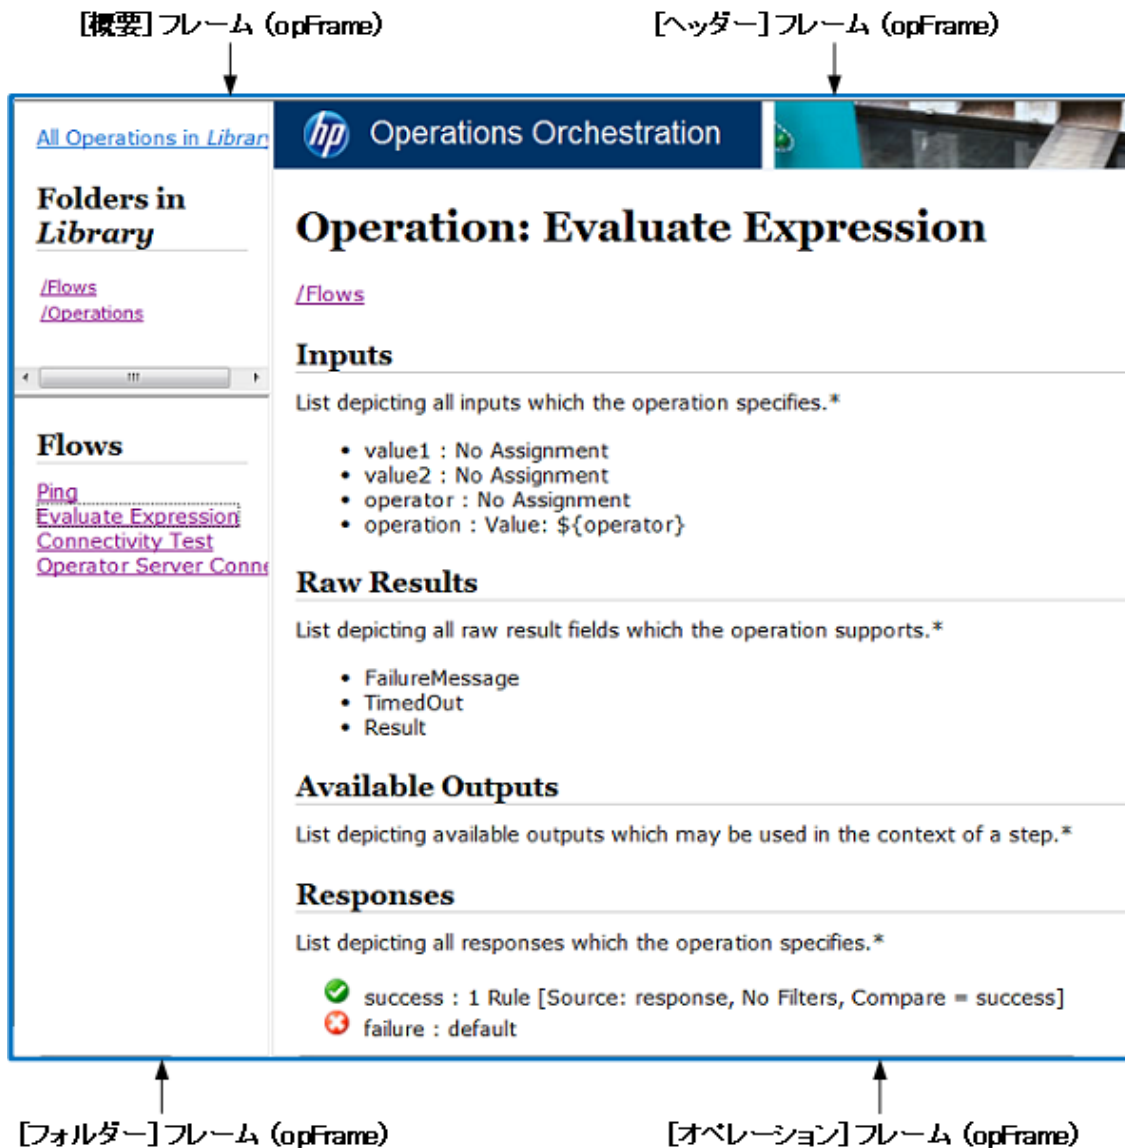 [概要] フレーム (opFrame)
[ヘッダー] フレーム (opFrame)
All Operations in Library
Folders in
Library
/Flows
/Operations
Flows
Ping
Evaluate Expression
Connectivity Test
Operator Server Conne
hp Operations Orchestration
Operation: Evaluate Expression
/Flows
Inputs
List depicting all inputs which the operation specifies.*
• value1 : No Assignment
• value2 : No Assignment
• operator : No Assignment
• operation : Value: ${operator}
Raw Results
List depicting all raw result fields which the operation supports.*
• FailureMessage
• TimedOut
• Result
Available Outputs
List depicting available outputs which may be used in the context of a step.*
Responses
List depicting all responses which the operation specifies.*
success : 1 Rule [Source: response, No Filters, Compare = success]
failure : default
[フォルダー] フレーム (opFrame)
[オペレーション] フレーム (opFrame)